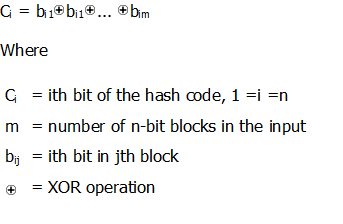 Cᵢ = bᵢ₁⊕bᵢ₁⊕... ⊕bᵢₘ
Where
Cᵢ = ith bit of the hash code, 1 =i =n
m = number of n-bit blocks in the input
bᵢⱼ = ith bit in jth block
⊕ = XOR operation